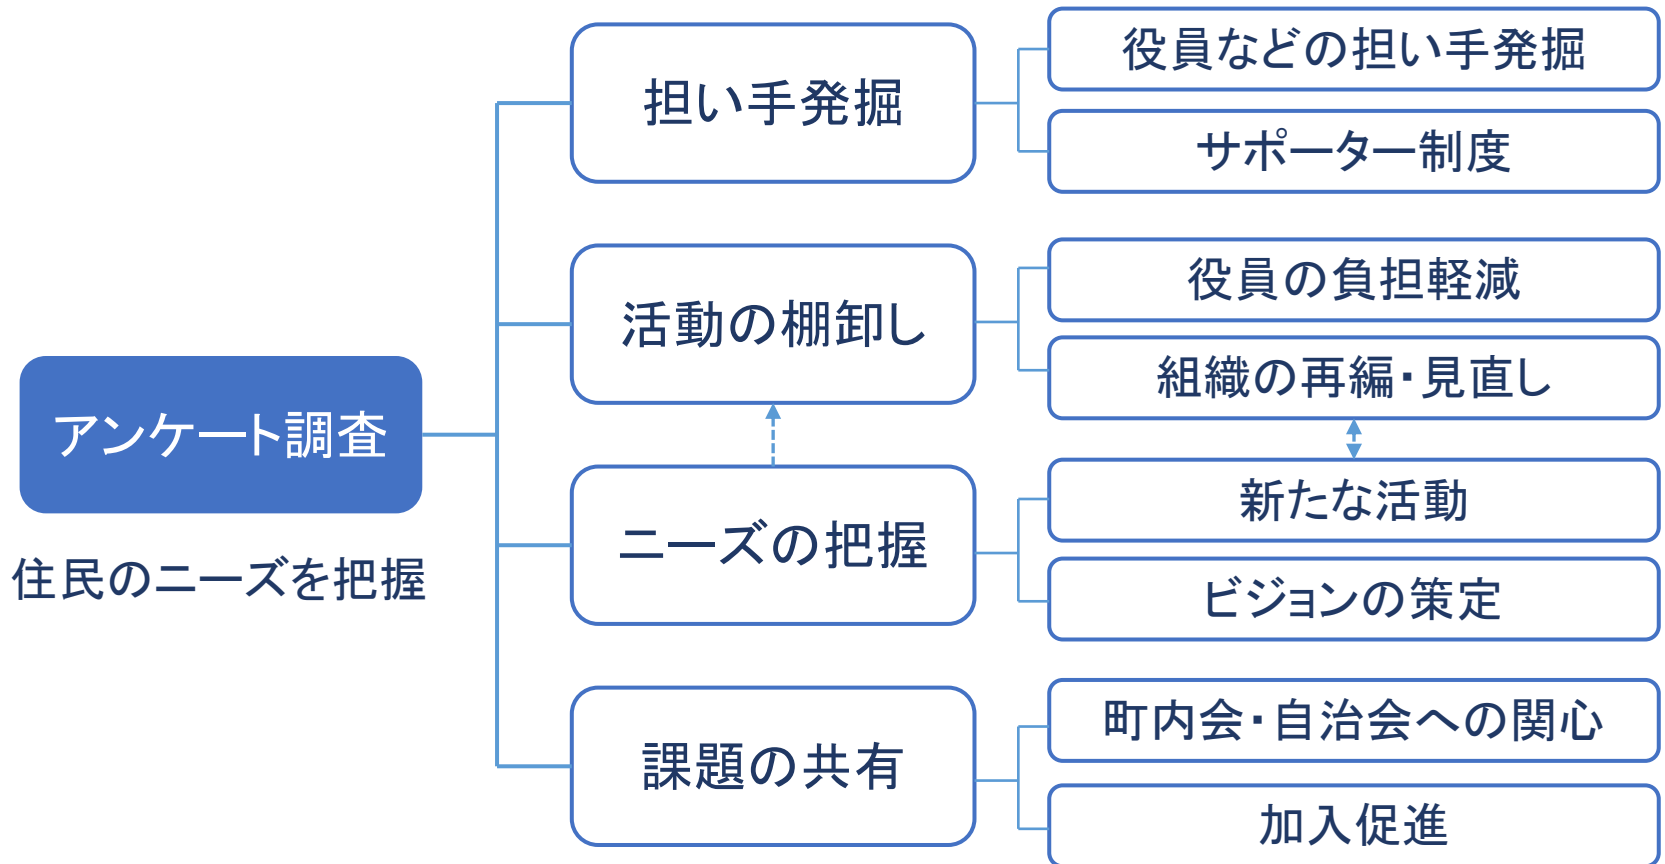 アンケート調査
住民のニーズを把握
担い手発掘
役員などの担い手発掘
サポーター制度
活動の棚卸し
役員の負担軽減
組織の再編・見直し
ニーズの把握
新たな活動
ビジョンの策定
課題の共有
町内会・自治会への関心
加入促進